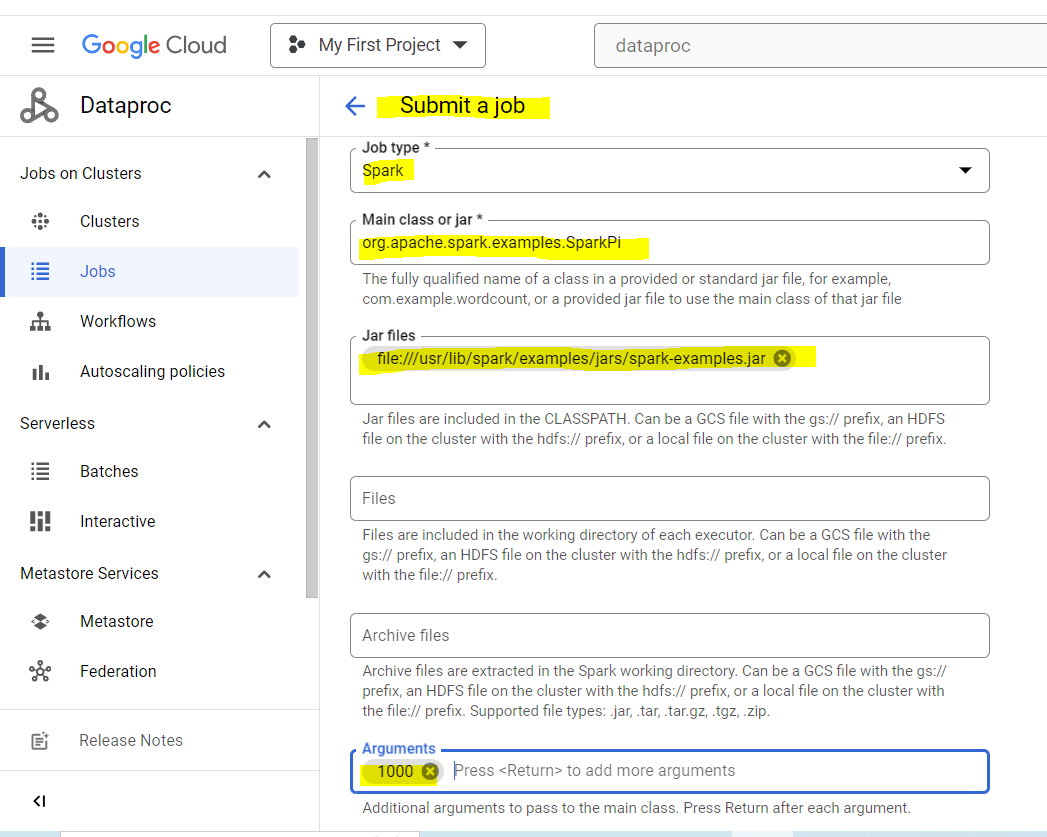 Google Cloud
My First Project
dataproc
Dataproc
Submit a job
Jobs on Clusters
Clusters
Jobs
Workflows
Autoscaling policies
Serverless
Batches
Interactive
Metastore Services
Metastore
Federation
Release Notes
Job type *
Spark
Main class or jar *
org.apache.spark.examples.SparkPi
The fully qualified name of a class in a provided or standard jar file, for example,
com.example.wordcount, or a provided jar file to use the main class of that jar file
Jar files
file:///usr/lib/spark/examples/jars/spark-examples.jar
Jar files are included in the CLASSPATH. Can be a GCS file with the gs:// prefix, an HDFS
file on the cluster with the hdfs:// prefix, or a local file on the cluster with the file:// prefix.
Files
Files are included in the working directory of each executor. Can be a GCS file with the
gs:// prefix, an HDFS file on the cluster with the hdfs:// prefix, or a local file on the cluster
with the file:// prefix.
Archive files
Archive files are extracted in the Spark working directory. Can be a GCS file with the gs://
prefix, an HDFS file on the cluster with the hdfs:// prefix, or a local file on the cluster with
the file:// prefix. Supported file types: .jar, .tar, .tar.gz, .tgz, .zip.
Arguments
1000 Press <Return> to add more arguments
Additional arguments to pass to the main class. Press Return after each argument.